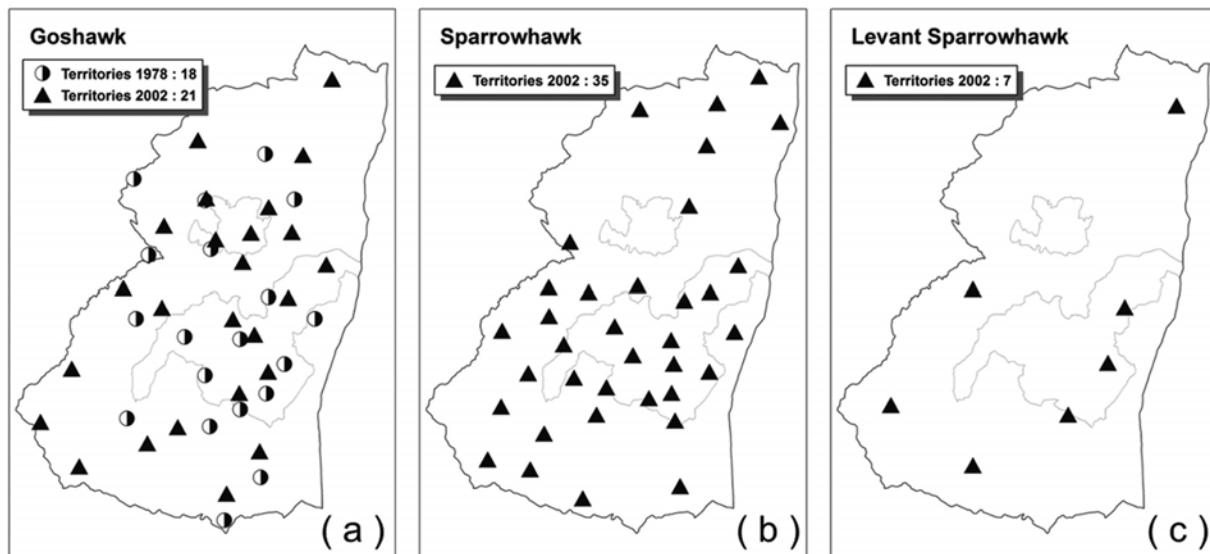 Goshawk
Territories 1978 : 18
Territories 2002 : 21
( a )
Sparrowhawk
Territories 2002 : 35
( b )
Levant Sparrowhawk
Territories 2002 : 7
( c )